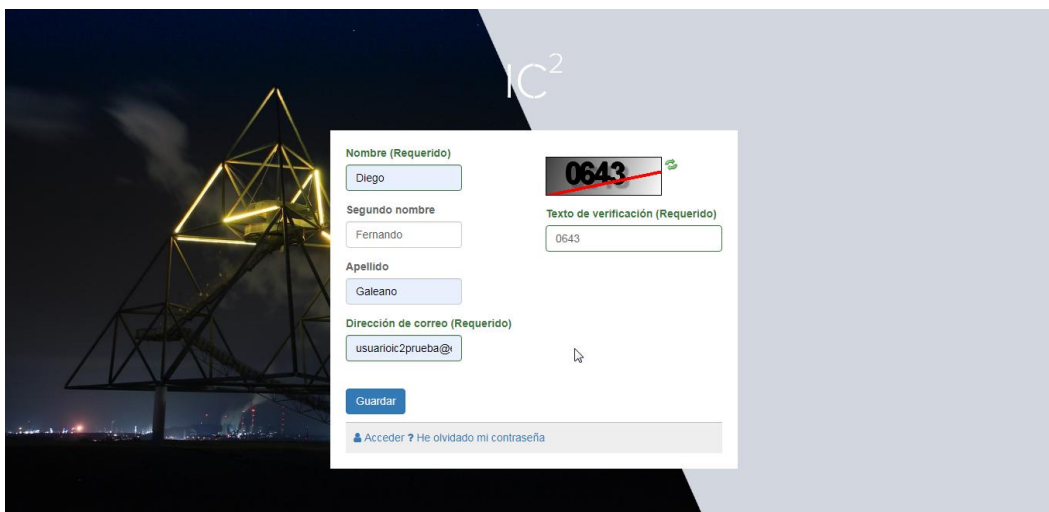 IC²
Nombre (Requerido)
Diego
Segundo nombre
Fernando
Apellido
Galeano
Dirección de correo (Requerido)
usuarioic2prueba@
Guardar
0643
Texto de verificación (Requerido)
0643
Acceder ? He olvidado mi contraseña